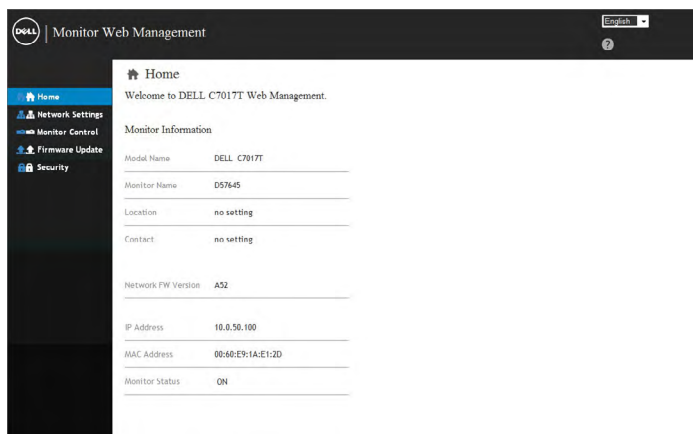 DELL | Monitor Web Management
English
?
Home
Network Settings
Monitor Control
Firmware Update
Security
Home
Welcome to DELL C7017T Web Management.
Monitor Information
Model Name DELL C7017T
Monitor Name D57645
Location no setting
Contact no setting
Network FW Version A52
IP Address 10.0.50.100
MAC Address 00:60:E9:1A:E1:2D
Monitor Status ON